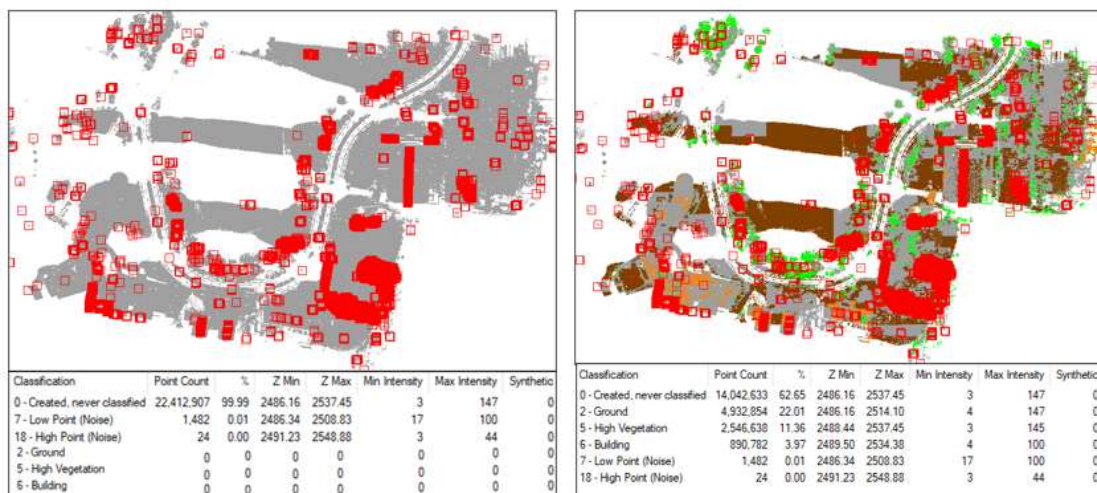 Classification Point Count % Z Min Z Max Min Intensity Max Intensity Synthetic
0 - Created, never classified 22,412,907 99.99 2486.16 2537.45 3 147 0
7 - Low Point (Noise) 1,482 0.01 2486.34 2508.83 17 100 0
18 - High Point (Noise) 24 0.00 2491.23 2548.88 3 44 0
2 - Ground 0 0 0 0 0 0 0
5 - High Vegetation 0 0 0 0 0 0 0
6 - Building 0 0 0 0 0 0 0
Classification Point Count % Z Min Z Max Min Intensity Max Intensity Synthetic
0 - Created, never classified 14,042,633 62.65 2486.16 2537.45 3 147 0
2 - Ground 4,932,854 22.01 2486.16 2514.10 4 147 0
5 - High Vegetation 2,546,638 11.36 2488.44 2537.45 3 145 0
6 - Building 890,782 3.97 2489.50 2534.38 4 100 0
7 - Low Point (Noise) 1,482 0.01 2486.34 2508.83 17 100 0
18 - High Point (Noise) 24 0.00 2491.23 2548.88 3 44 0